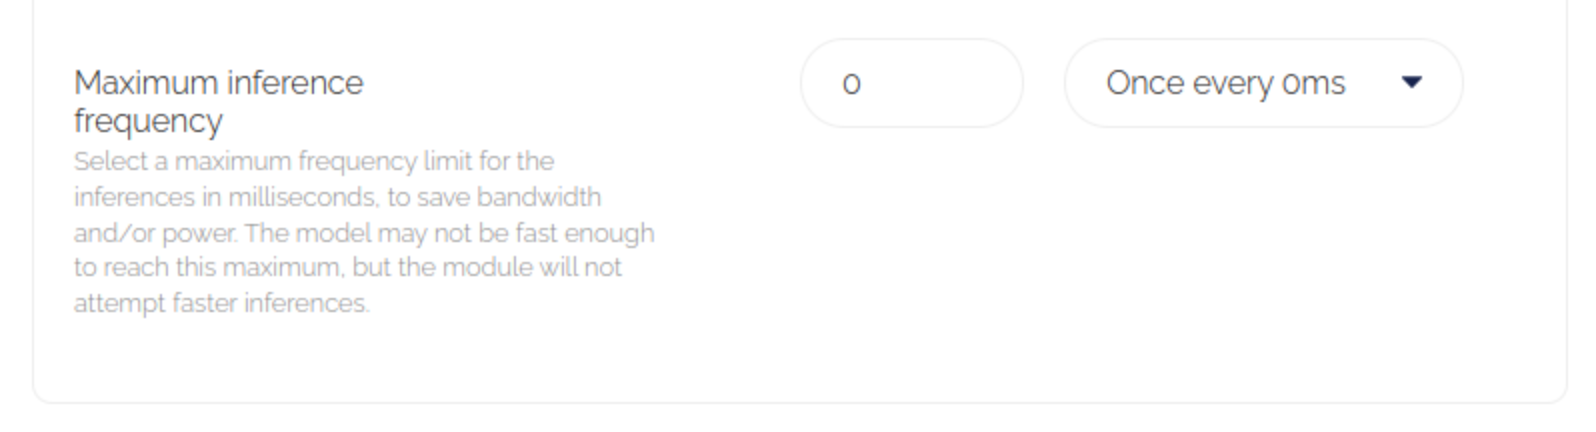 Maximum inference
frequency
0
Once every 0ms
Select a maximum frequency limit for the
inferences in milliseconds, to save bandwidth
and/or power. The model may not be fast enough
to reach this maximum, but the module will not
attempt faster inferences.